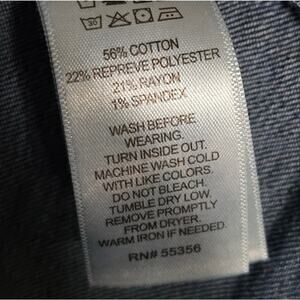 56% COTTON
22% REPREVE POLYESTER
21% RAYON
1% SPANDEX
WASH BEFORE
WEARING.
TURN INSIDE OUT.
MACHINE WASH COLD
WITH LIKE COLORS.
DO NOT BLEACH.
TUMBLE DRY LOW.
REMOVE PROMPTLY
FROM DRYER.
WARM IRON IF NEEDED.
RN# 55356